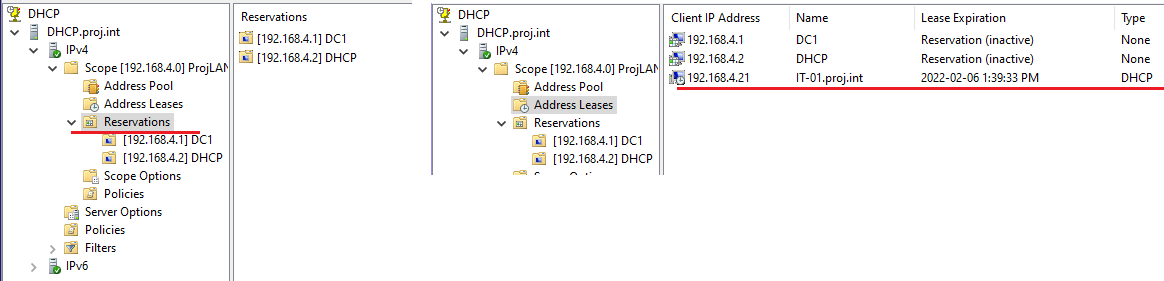 DHCP
DHCP.proj.int
IPv4
Scope [192.168.4.0] ProjLAN
Address Pool
Address Leases
Reservations
[192.168.4.1] DC1
[192.168.4.2] DHCP
Scope Options
Policies
Server Options
Policies
Filters
IPv6
Reservations
[192.168.4.1] DC1
[192.168.4.2] DHCP
DHCP
DHCP.proj.int
IPv4
Scope [192.168.4.0] ProjLAN
Address Pool
Address Leases
Reservations
[192.168.4.1] DC1
[192.168.4.2] DHCP
Client IP Address Name Lease Expiration Type
192.168.4.1 DC1 Reservation (inactive) None
192.168.4.2 DHCP Reservation (inactive) None
192.168.4.21 IT-01.proj.int 2022-02-06 1:39:33 PM DHCP